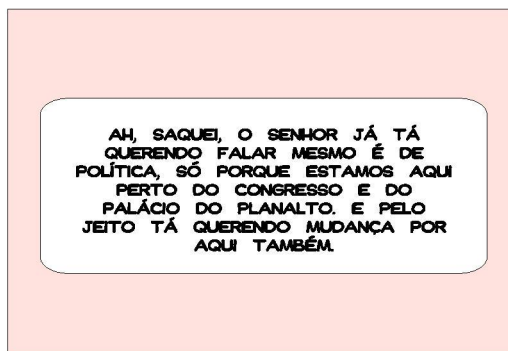 AH, SAQUEI, O SENHOR JÁ TÁ
QUERENDO FALAR MESMO É DE
POLÍTICA, SÓ PORQUE ESTAMOS AQUI
PERTO DO CONGRESSO E DO
PALÁCIO DO PLANALTO. E PELO
JEITO TÁ QUERENDO MUDANÇA POR
AQUI TAMBÉM.